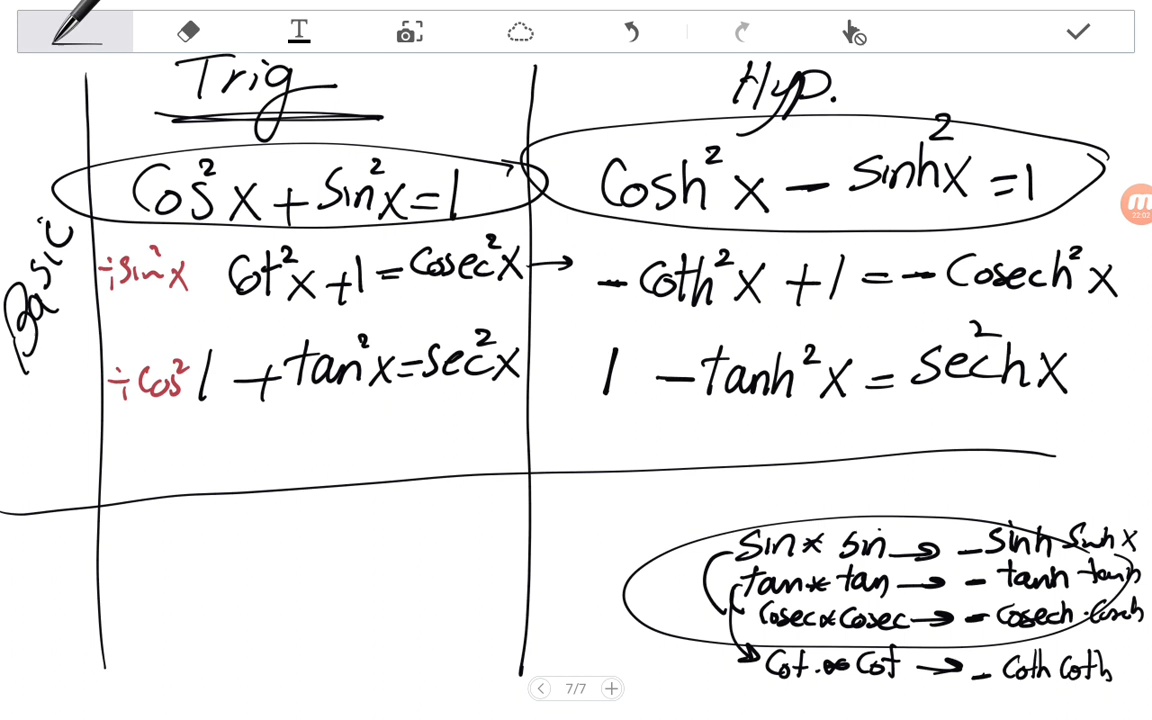 T
Trig
Hyp.
Cos²x + Sin²x = 1
Cosh²x - sinh²x = 1
Basic
÷ sin²x
Cot²x + 1 = Cosec²x →
- Coth²x + 1 = - Cosech²x
÷ Cos²
1 + tan²x = sec²x
1 - tanh²x = sech²x
Sin * sin → - sinh Sinh x
tan * tan → - tanh tanh
Cosec * Cosec → - Cosech .
Cot . Cot → - Coth Coth
7/7
22:02